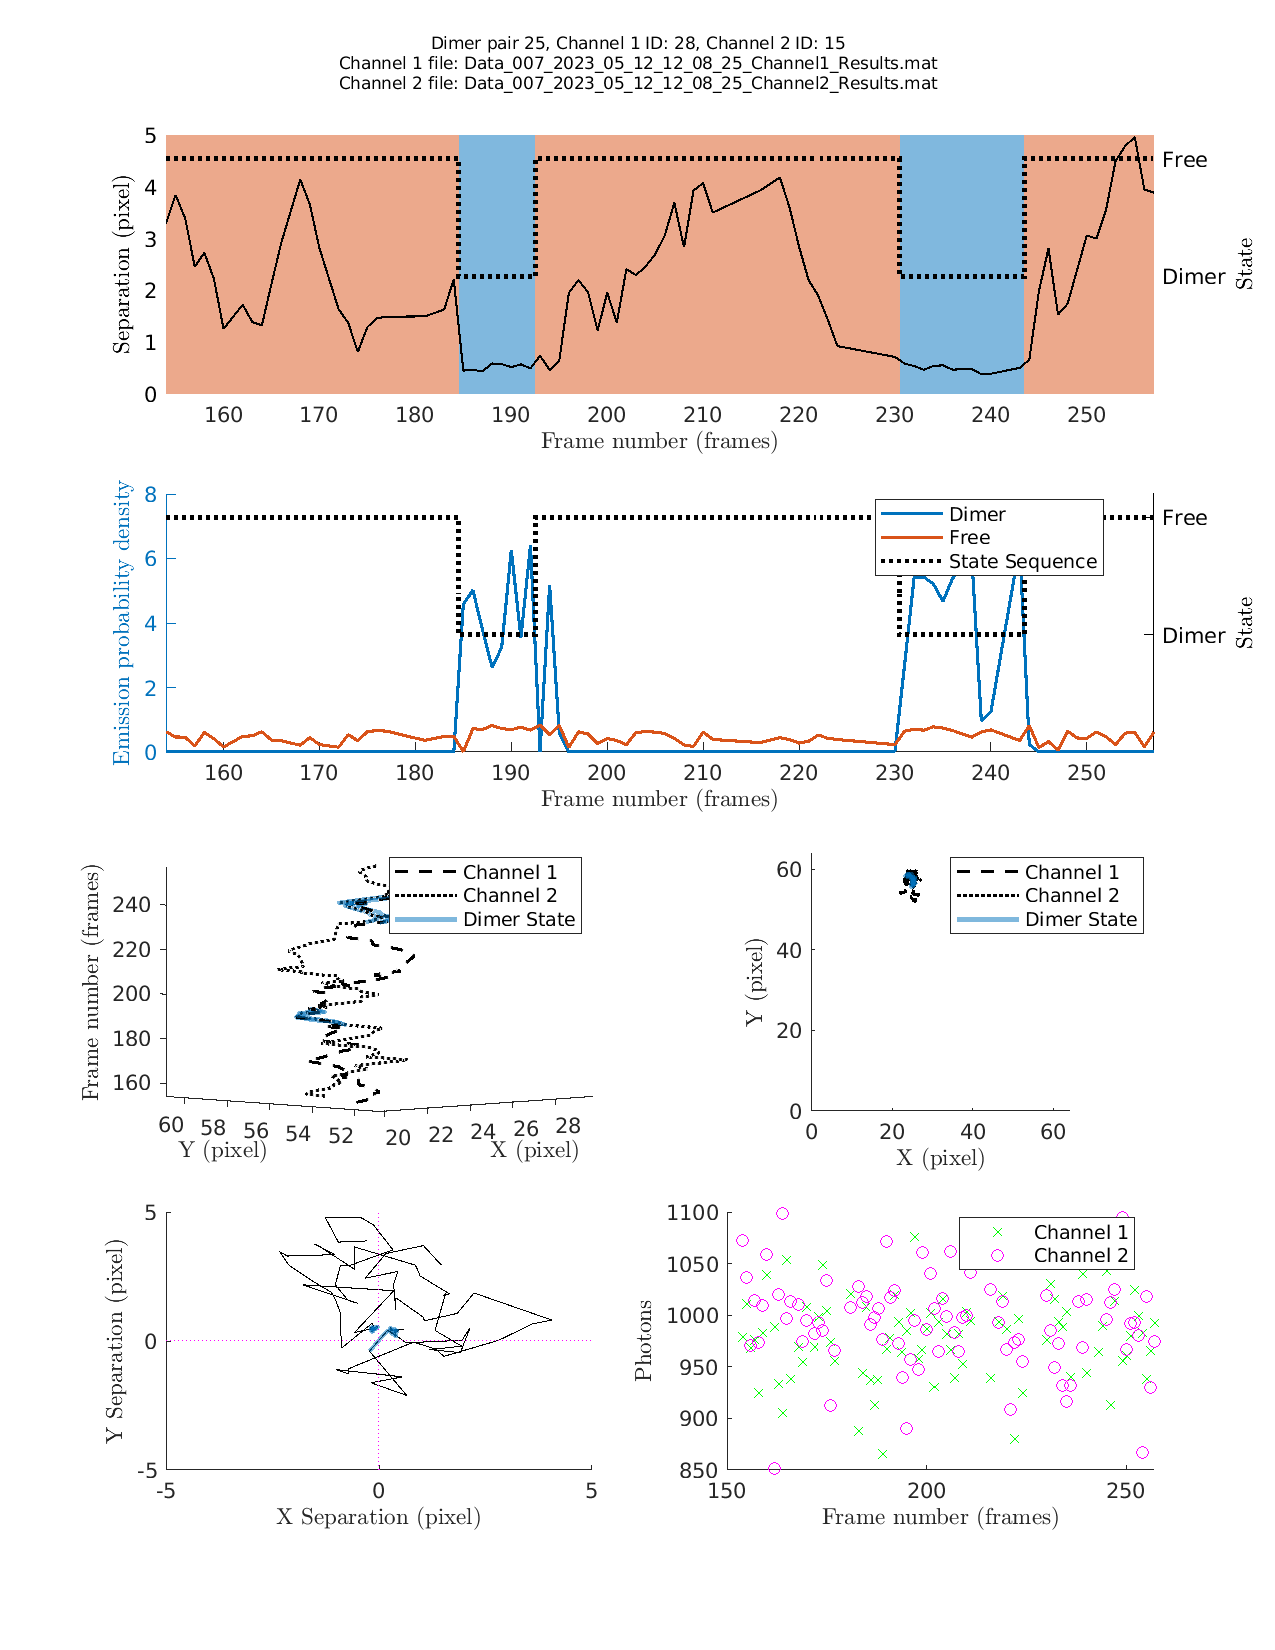 Dimer pair 25, Channel 1 ID: 28, Channel 2 ID: 15
Channel 1 file: Data_007_2023_05_12_12_08_25_Channel1_Results.mat
Channel 2 file: Data_007_2023_05_12_12_08_25_Channel2_Results.mat
Separation (pixel)
5
4
3
2
1
0
160 170 180 190 200 210 220 230 240 250
Frame number (frames)
Free
Dimer
State
Emission probability density
8
6
4
2
0
160 170 180 190 200 210 220 230 240 250
Frame number (frames)
Dimer
Free
State Sequence
Free
Dimer
State
Frame number (frames)
240
220
200
180
160
60 58 56 54 52
Y (pixel)
20 22 24 26 28
X (pixel)
Channel 1
Channel 2
Dimer State
Y (pixel)
60
40
20
0
0 20 40 60
X (pixel)
Channel 1
Channel 2
Dimer State
Y Separation (pixel)
5
0
-5
-5 0 5
X Separation (pixel)
Photons
1100
1050
1000
950
900
850
150 200 250
Frame number (frames)
Channel 1
Channel 2